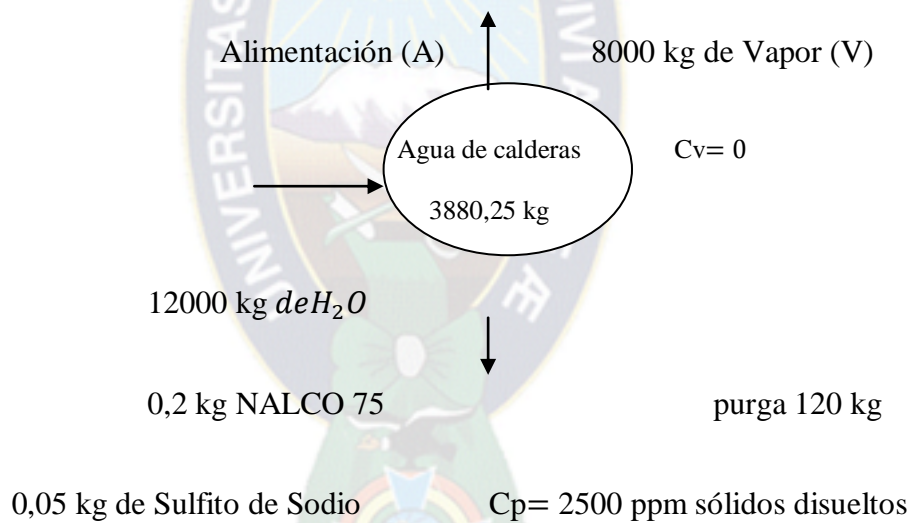 Alimentación (A) 8000 kg de Vapor (V)
Agua de calderas Cv= 0
3880,25 kg
12000 kg deH₂O
0,2 kg NALCO 75 purga 120 kg
0,05 kg de Sulfito de Sodio Cp= 2500 ppm sólidos disueltos